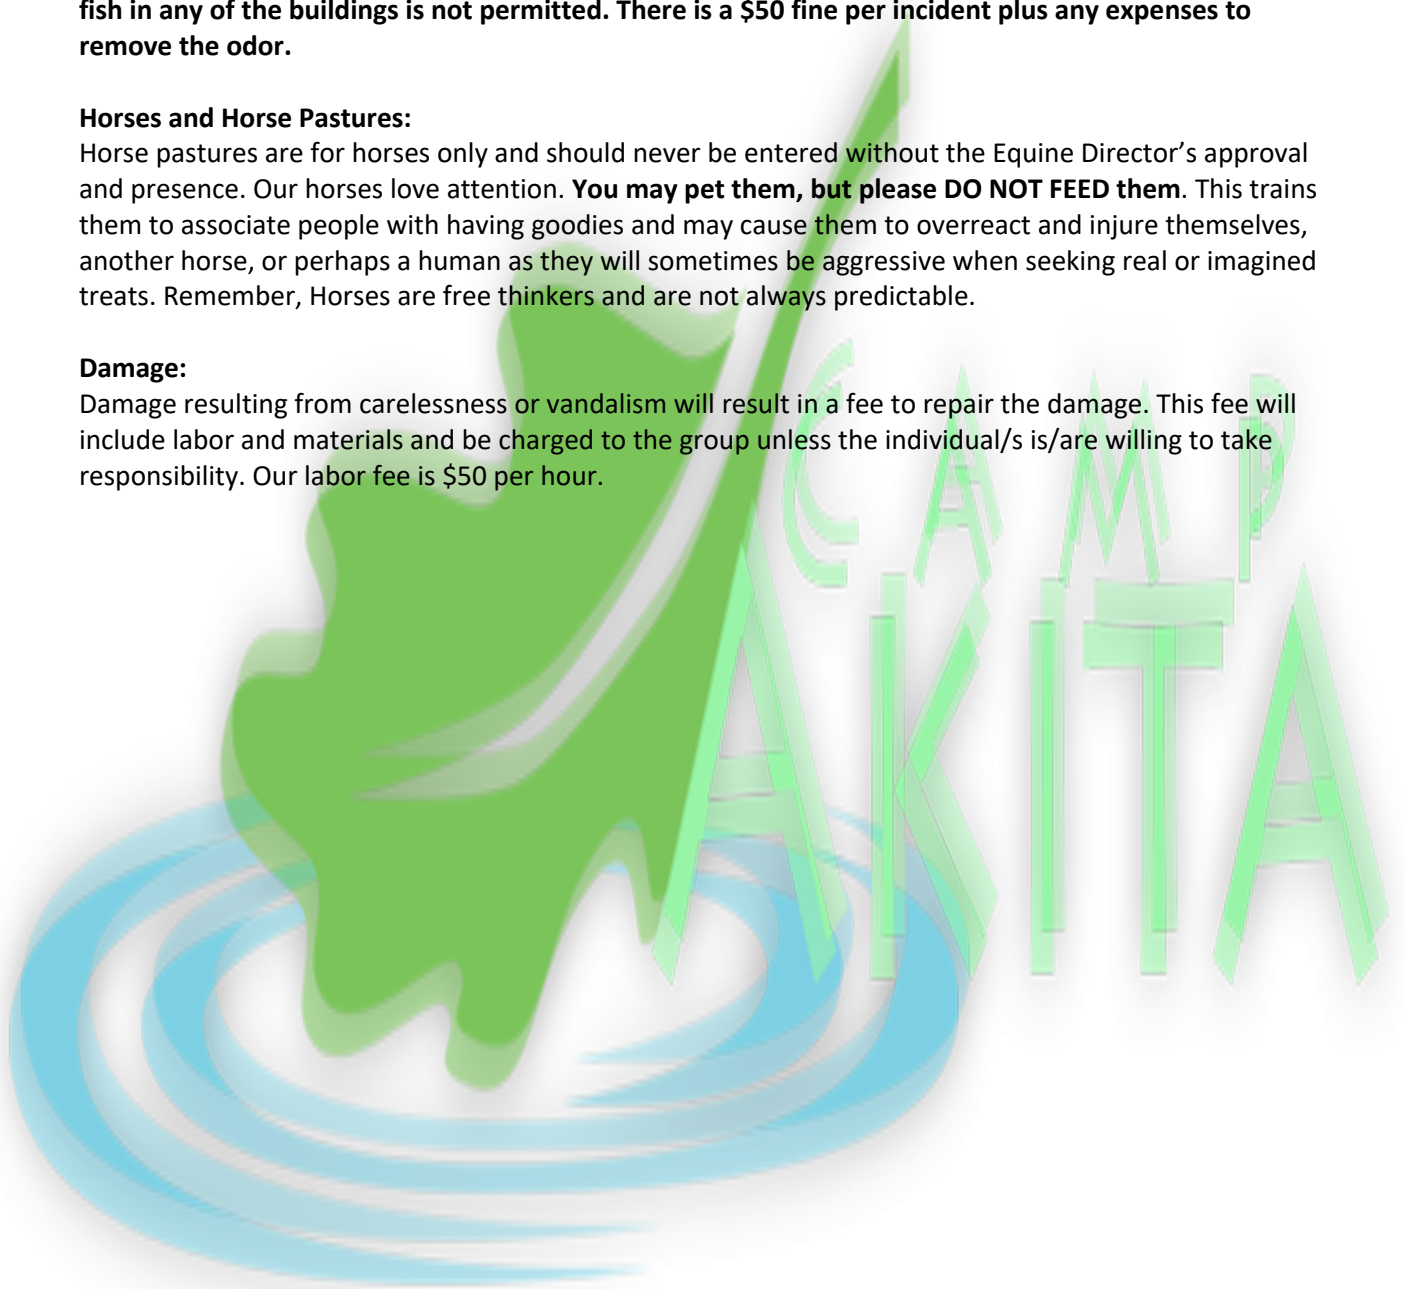 fish in any of the buildings is not permitted. There is a $50 fine per incident plus any expenses to
remove the odor.
Horses and Horse Pastures:
Horse pastures are for horses only and should never be entered without the Equine Director’s approval
and presence. Our horses love attention. You may pet them, but please DO NOT FEED them. This trains
them to associate people with having goodies and may cause them to overreact and injure themselves,
another horse, or perhaps a human as they will sometimes be aggressive when seeking real or imagined
treats. Remember, Horses are free thinkers and are not always predictable.
Damage:
Damage resulting from carelessness or vandalism will result in a fee to repair the damage. This fee will
include labor and materials and be charged to the group unless the individual/s is/are willing to take
responsibility. Our labor fee is $50 per hour.
CAMP
AKITA